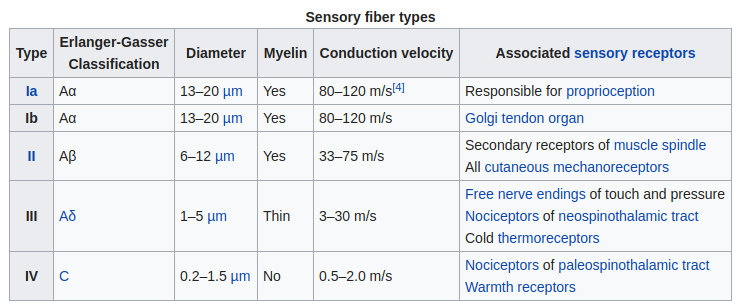 Sensory fiber types
Type Erlanger-Gasser Classification Diameter Myelin Conduction velocity Associated sensory receptors
Ia Aα 13–20 µm Yes 80–120 m/s[4] Responsible for proprioception
Ib Aα 13–20 µm Yes 80–120 m/s Golgi tendon organ
II Aβ 6–12 µm Yes 33–75 m/s Secondary receptors of muscle spindle
All cutaneous mechanoreceptors
III Aδ 1–5 µm Thin 3–30 m/s Free nerve endings of touch and pressure
Nociceptors of neospinothalamic tract
Cold thermoreceptors
IV C 0.2–1.5 µm No 0.5–2.0 m/s Nociceptors of paleospinothalamic tract
Warmth receptors